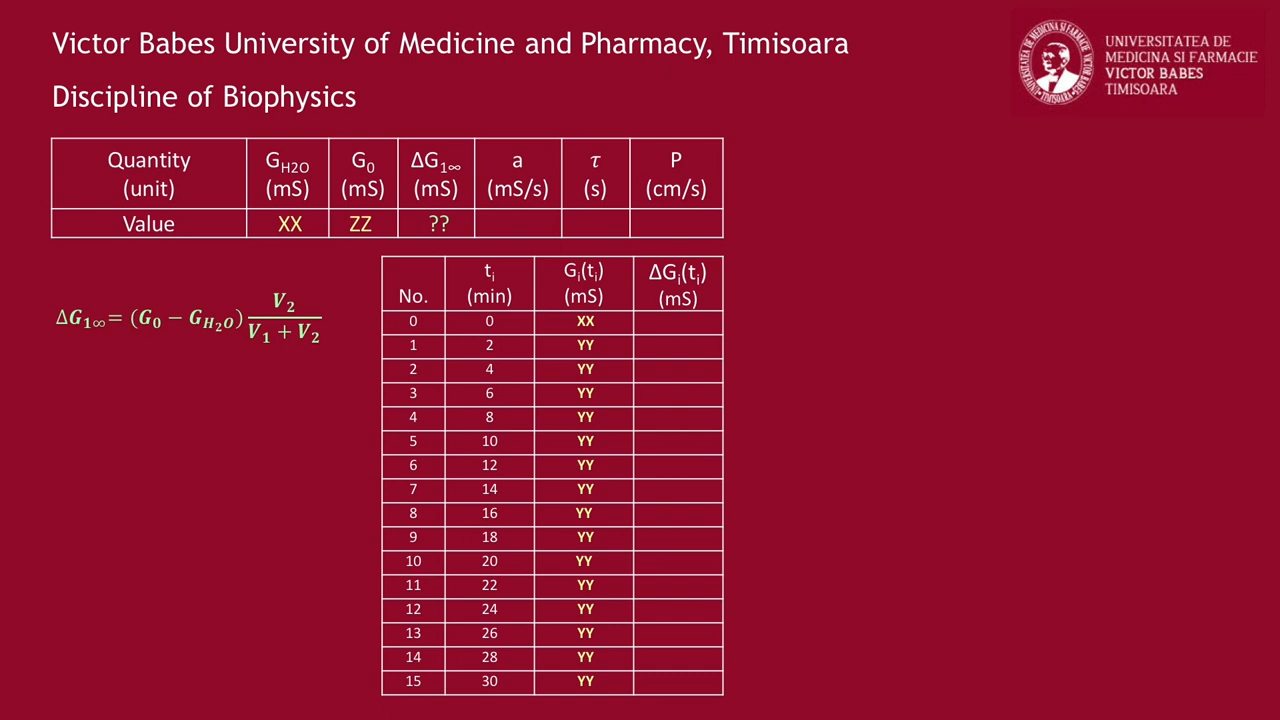 Victor Babes University of Medicine and Pharmacy, Timisoara
Discipline of Biophysics
UNIVERSITATEA DE
MEDICINA SI FARMACIE
VICTOR BABES
TIMISOARA
Quantity (unit) G_H2O (mS) G_0 (mS) ΔG_1∞ (mS) a (mS/s) τ (s) P (cm/s)
Value XX ZZ ??
ΔG_1∞ = (G_0 − G_H_2O) V_2 / V_1 + V_2
No. t_i (min) G_i(t_i) (mS) ΔG_i(t_i) (mS)
0 0 XX
1 2 YY
2 4 YY
3 6 YY
4 8 YY
5 10 YY
6 12 YY
7 14 YY
8 16 YY
9 18 YY
10 20 YY
11 22 YY
12 24 YY
13 26 YY
14 28 YY
15 30 YY